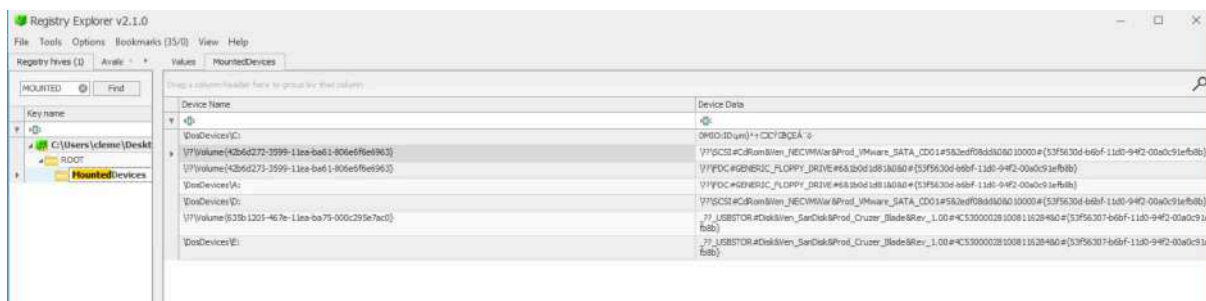 Registry Explorer v2.1.0
File Tools Options Bookmarks (35/0) View Help
Registry hives (1) Availa
Values MountedDevices
MOUNTED Find
Drag a column header here to group by that column
Key name
Device Name Device Data
C:\Users\cleme\Deskt
ROOT
MountedDevices
\DosDevices\C:
\??\Volume{42b6d272-3599-11ea-ba61-806e6f6e6963} \??\SCSI#CdRom&Ven_NECVMWar&Prod_VMware_SATA_CD01#5&2edf08dd&0&010000#{53f5630d-b6bf-11d0-94f2-00a0c91efb8b}
\??\Volume{42b6d273-3599-11ea-ba61-806e6f6e6963} \??\FDC#GENERIC_FLOPPY_DRIVE#6&1b0d1d81&0&0#{53f5630d-b6bf-11d0-94f2-00a0c91efb8b}
\DosDevices\A: \??\FDC#GENERIC_FLOPPY_DRIVE#6&1b0d1d81&0&0#{53f5630d-b6bf-11d0-94f2-00a0c91efb8b}
\DosDevices\D: \??\SCSI#CdRom&Ven_NECVMWar&Prod_VMware_SATA_CD01#5&2edf08dd&0&010000#{53f5630d-b6bf-11d0-94f2-00a0c91efb8b}
\??\Volume{635b1205-467e-11ea-ba75-000c295e7ac0} _??_USBSTOR#Disk&Ven_SanDisk&Prod_Cruzer_Blade&Rev_1.00#4C530000281008116284&0#{53f56307-b6bf-11d0-94f2-00a0c91
efb8b}
\DosDevices\E: _??_USBSTOR#Disk&Ven_SanDisk&Prod_Cruzer_Blade&Rev_1.00#4C530000281008116284&0#{53f56307-b6bf-11d0-94f2-00a0c91
efb8b}